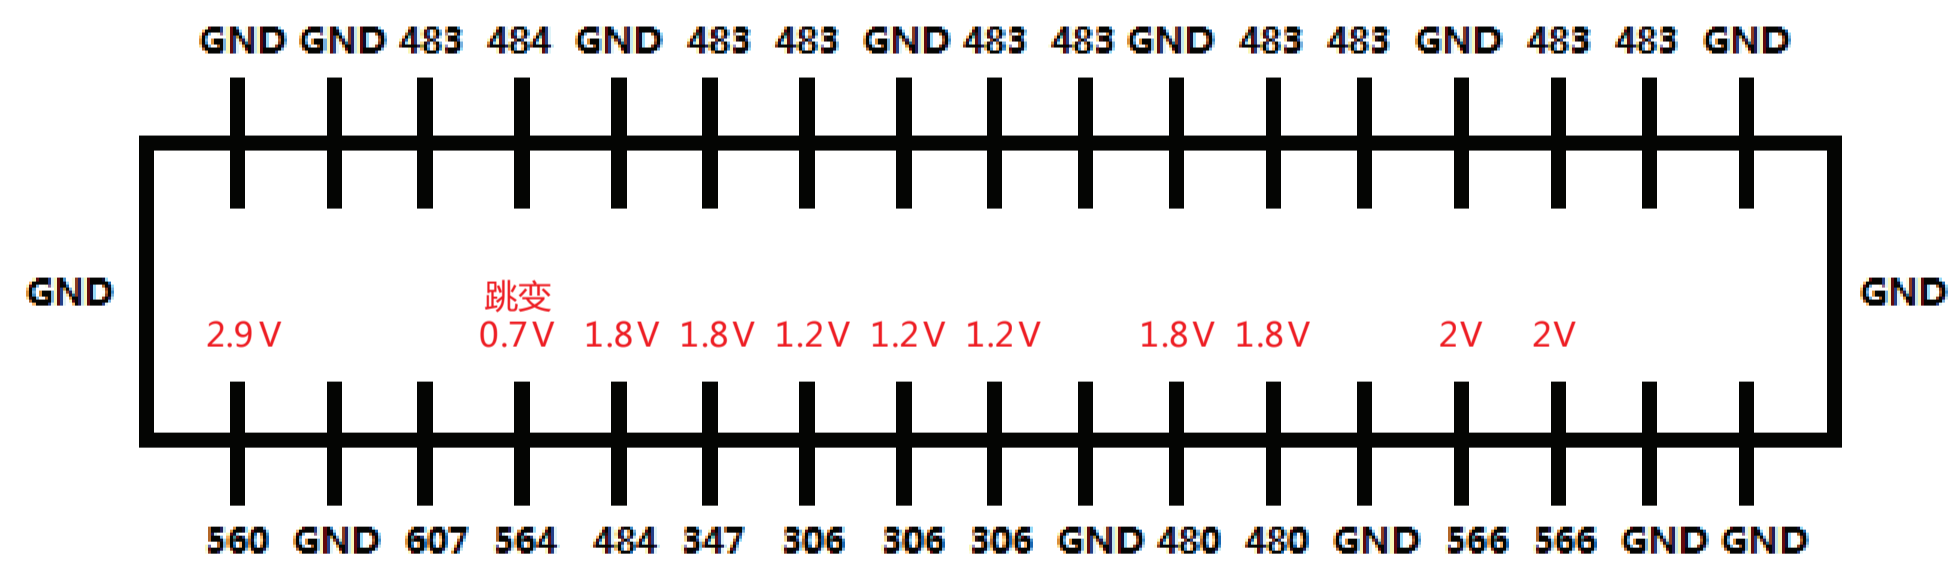 GND GND 483 484 GND 483 483 GND 483 483 GND 483 483 GND 483 483 GND
GND GND
跳变
2.9V 0.7V 1.8V 1.8V 1.2V 1.2V 1.2V 1.8V 1.8V 2V 2V
560 GND 607 564 484 347 306 306 306 GND 480 480 GND 566 566 GND GND